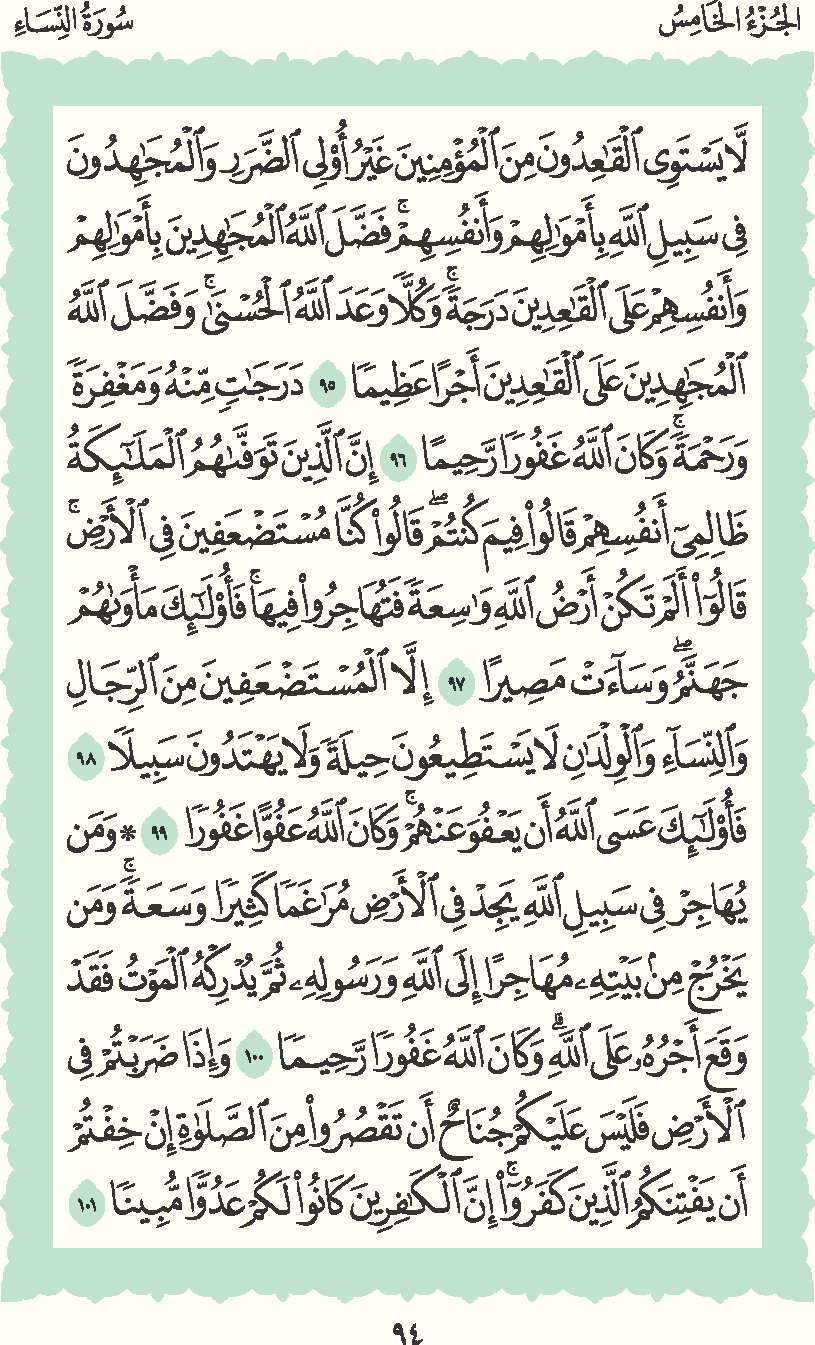 الجُزْءُ الخَامِسُ
سُورَةُ النِّسَاءِ
لَّا يَسْتَوِى ٱلْقَٰعِدُونَ مِنَ ٱلْمُؤْمِنِينَ غَيْرُ أُو۟لِى ٱلضَّرَرِ وَٱلْمُجَٰهِدُونَ
فِى سَبِيلِ ٱللَّهِ بِأَمْوَٰلِهِمْ وَأَنفُسِهِمْ ۚ فَضَّلَ ٱللَّهُ ٱلْمُجَٰهِدِينَ بِأَمْوَٰلِهِمْ
وَأَنفُسِهِمْ عَلَى ٱلْقَٰعِدِينَ دَرَجَةً ۚ وَكُلًّا وَعَدَ ٱللَّهُ ٱلْحُسْنَىٰ ۚ وَفَضَّلَ ٱللَّهُ
ٱلْمُجَٰهِدِينَ عَلَى ٱلْقَٰعِدِينَ أَجْرًا عَظِيمًا ٩٥ دَرَجَٰتٍ مِّنْهُ وَمَغْفِرَةً
وَرَحْمَةً ۚ وَكَانَ ٱللَّهُ غَفُورًا رَّحِيمًا ٩٦ إِنَّ ٱلَّذِينَ تَوَفَّىٰهُمُ ٱلْمَلَٰٓئِكَةُ
ظَالِمِىٓ أَنفُسِهِمْ قَالُوا۟ فِيمَ كُنتُمْ ۖ قَالُوا۟ كُنَّا مُسْتَضْعَفِينَ فِى ٱلْأَرْضِ ۚ
قَالُوٓا۟ أَلَمْ تَكُنْ أَرْضُ ٱللَّهِ وَٰسِعَةً فَتُهَاجِرُوا۟ فِيهَا ۚ فَأُو۟لَٰٓئِكَ مَأْوَىٰهُمْ
جَهَنَّمُ ۖ وَسَآءَتْ مَصِيرًا ٩٧ إِلَّا ٱلْمُسْتَضْعَفِينَ مِنَ ٱلرِّجَالِ
وَٱلنِّسَآءِ وَٱلْوِلْدَٰنِ لَا يَسْتَطِيعُونَ حِيلَةً وَلَا يَهْتَدُونَ سَبِيلًا ٩٨
فَأُو۟لَٰٓئِكَ عَسَى ٱللَّهُ أَن يَعْفُوَ عَنْهُمْ ۚ وَكَانَ ٱللَّهُ عَفُوًّا غَفُورًا ٩٩ ۞ وَمَن
يُهَاجِرْ فِى سَبِيلِ ٱللَّهِ يَجِدْ فِى ٱلْأَرْضِ مُرَٰغَمًا كَثِيرًا وَسَعَةً ۚ وَمَن
يَخْرُجْ مِنۢ بَيْتِهِۦ مُهَاجِرًا إِلَى ٱللَّهِ وَرَسُولِهِۦ ثُمَّ يُدْرِكْهُ ٱلْمَوْتُ فَقَدْ
وَقَعَ أَجْرُهُۥ عَلَى ٱللَّهِ ۗ وَكَانَ ٱللَّهُ غَفُورًا رَّحِيمًا ١٠٠ وَإِذَا ضَرَبْتُمْ فِى
ٱلْأَرْضِ فَلَيْسَ عَلَيْكُمْ جُنَاحٌ أَن تَقْصُرُوا۟ مِنَ ٱلصَّلَوٰةِ إِنْ خِفْتُمْ
أَن يَفْتِنَكُمُ ٱلَّذِينَ كَفَرُوٓا۟ ۚ إِنَّ ٱلْكَٰفِرِينَ كَانُوا۟ لَكُمْ عَدُوًّا مُّبِينًا ١٠١
٩٤